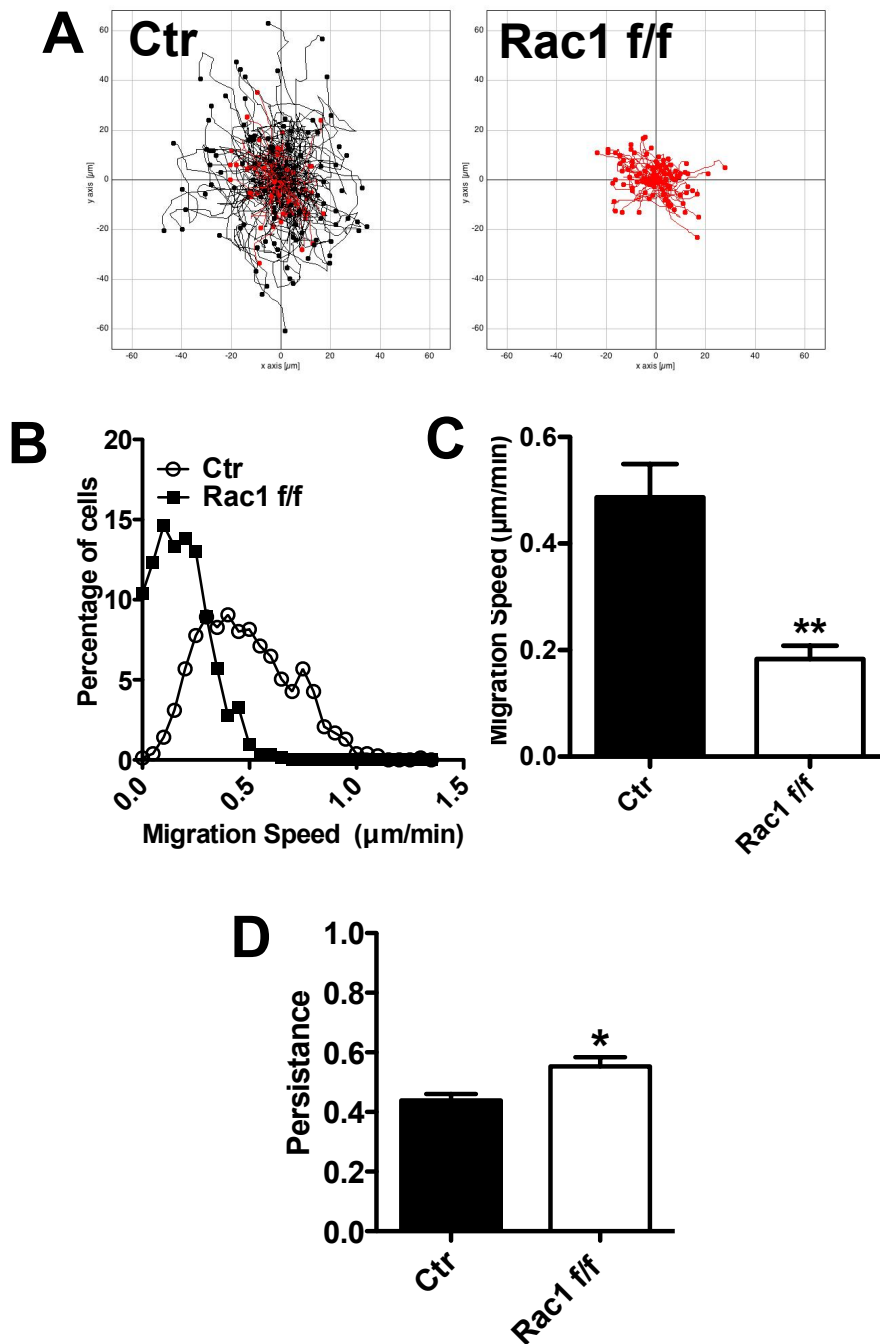 A
Ctr
Rac1 f/f
60
40
20
0
-20
-40
-60
y axis [µm]
-60 -40 -20 0 20 40 60
x axis [µm]
60
40
20
0
-20
-40
-60
y axis [µm]
-60 -40 -20 0 20 40 60
x axis [µm]
B
Ctr
Rac1 f/f
20
15
10
5
0
Percentage of cells
0.0 0.5 1.0 1.5
Migration Speed (µm/min)
C
Migration Speed (µm/min)
0.6
0.4
0.2
0.0
**
Ctr
Rac1 f/f
D
Persistance
1.0
0.8
0.6
0.4
0.2
0.0
*
Ctr
Rac1 f/f